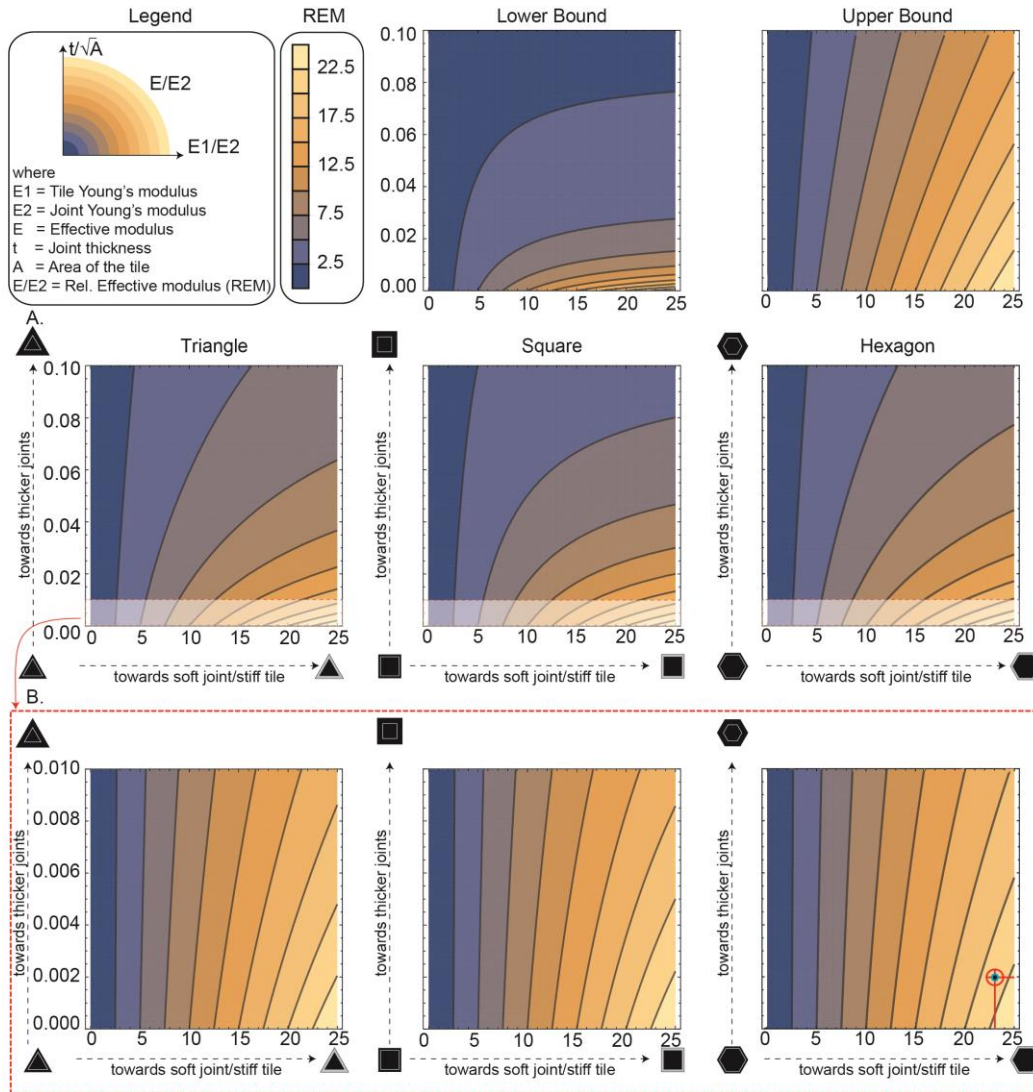 Legend
REM
Lower Bound
Upper Bound
t/√A
E/E2
E1/E2
where
E1 = Tile Young's modulus
E2 = Joint Young's modulus
E = Effective modulus
t = Joint thickness
A = Area of the tile
E/E2 = Rel. Effective modulus (REM)
22.5
17.5
12.5
7.5
2.5
0.10
0.08
0.06
0.04
0.02
0.00
0 5 10 15 20 25
0 5 10 15 20 25
A.
Triangle
Square
Hexagon
towards thicker joints
0.10
0.08
0.06
0.04
0.02
0.00
0 5 10 15 20 25
towards soft joint/stiff tile
towards thicker joints
0 5 10 15 20 25
towards soft joint/stiff tile
towards thicker joints
0 5 10 15 20 25
towards soft joint/stiff tile
B.
towards thicker joints
0.010
0.008
0.006
0.004
0.002
0.000
0 5 10 15 20 25
towards soft joint/stiff tile
towards thicker joints
0 5 10 15 20 25
towards soft joint/stiff tile
towards thicker joints
0 5 10 15 20 25
towards soft joint/stiff tile